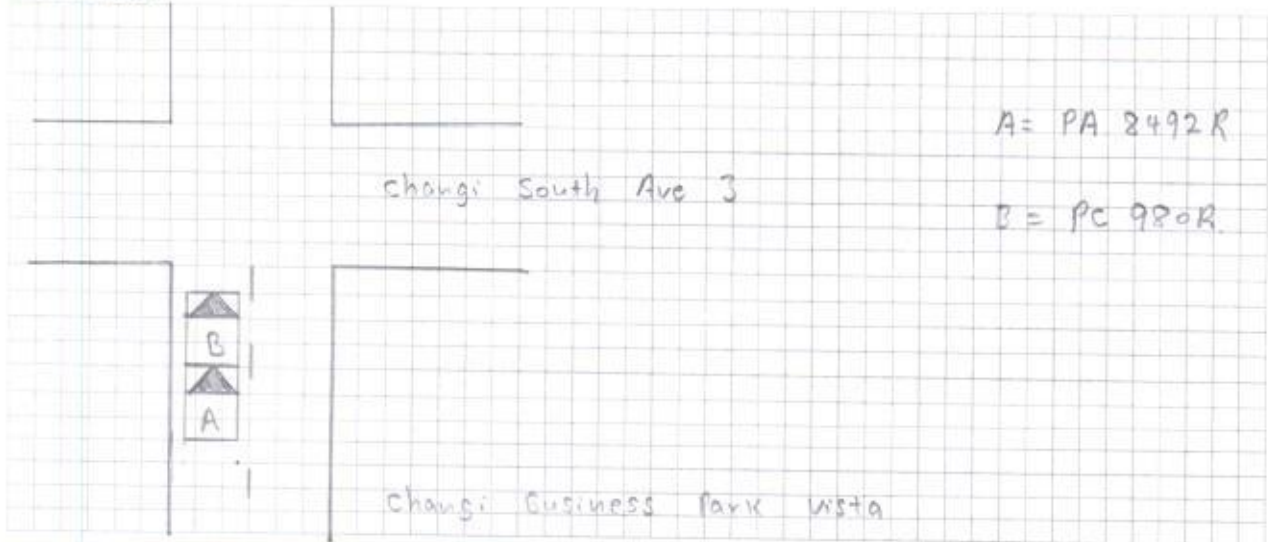 A= PA 8492R
changi South Ave 3
B = PC 980R.
B
A
changi Business Park vista